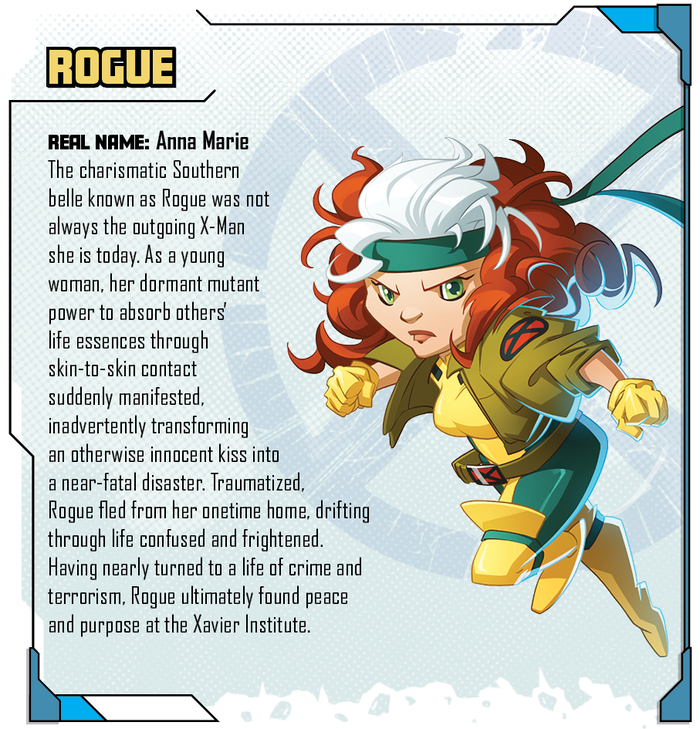 ROGUE
REAL NAME: Anna Marie
The charismatic Southern
belle known as Rogue was not
always the outgoing X-Man
she is today. As a young
woman, her dormant mutant
power to absorb others'
life essences through
skin-to-skin contact
suddenly manifested,
inadvertently transforming
an otherwise innocent kiss into
a near-fatal disaster. Traumatized,
Rogue fled from her onetime home, drifting
through life confused and frightened.
Having nearly turned to a life of crime and
terrorism, Rogue ultimately found peace
and purpose at the Xavier Institute.